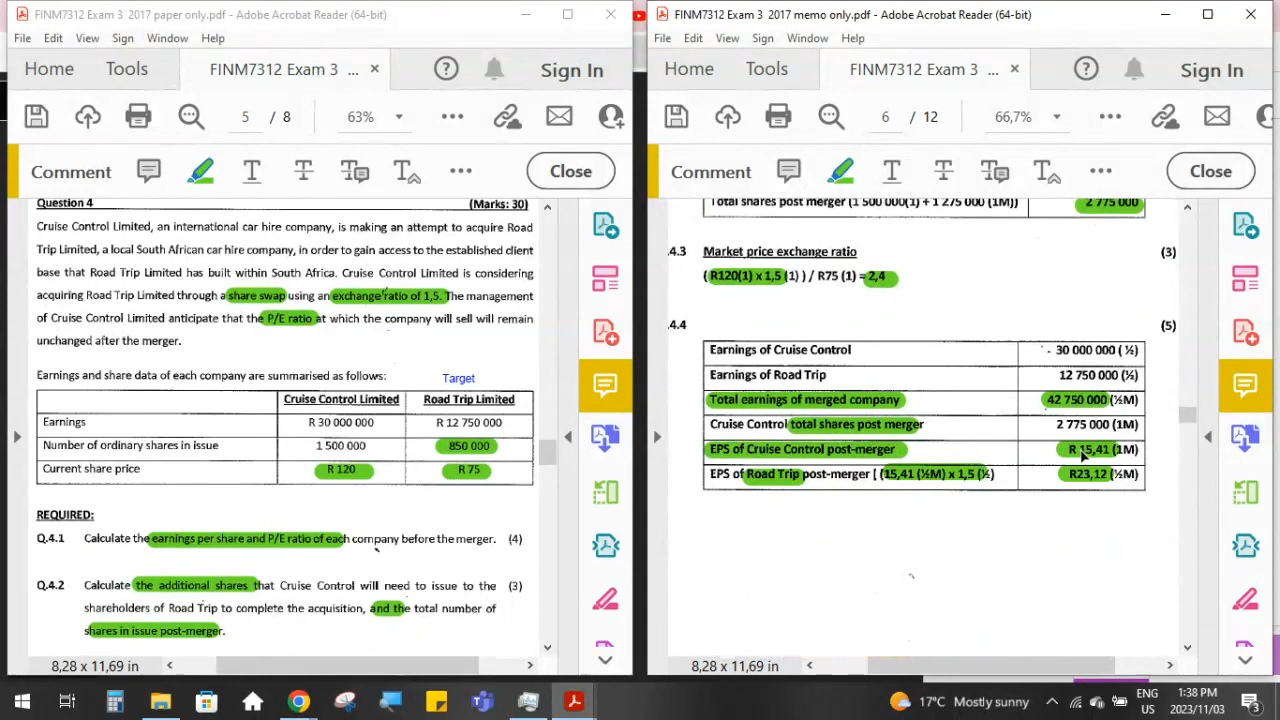 FINM7312 Exam 3 2017 paper only.pdf - Adobe Acrobat Reader (64-bit)
File Edit View Sign Window Help
Home Tools FINM7312 Exam 3 ... × ? Sign In
5 / 8 63% ...
Comment ... Close
Question 4 (Marks: 30)
Cruise Control Limited, an international car hire company, is making an attempt to acquire Road
Trip Limited, a local South African car hire company, in order to gain access to the established client
base that Road Trip Limited has built within South Africa. Cruise Control Limited is considering
acquiring Road Trip Limited through a share swap using an exchange ratio of 1,5. The management
of Cruise Control Limited anticipate that the P/E ratio at which the company will sell will remain
unchanged after the merger.
Earnings and share data of each company are summarised as follows: Target
Cruise Control Limited Road Trip Limited
Earnings R 30 000 000 R 12 750 000
Number of ordinary shares in issue 1 500 000 850 000
Current share price R 120 R 75
REQUIRED:
Q.4.1 Calculate the earnings per share and P/E ratio of each company before the merger. (4)
Q.4.2 Calculate the additional shares that Cruise Control will need to issue to the (3)
shareholders of Road Trip to complete the acquisition, and the total number of
shares in issue post-merger.
8,28 x 11,69 in
FINM7312 Exam 3 2017 memo only.pdf - Adobe Acrobat Reader (64-bit)
File Edit View Sign Window Help
Home Tools FINM7312 Exam 3 ... × ? Sign In
6 / 12 66,7% ...
Comment ... Close
Total shares post merger (1 500 000(1) + 1 275 000 (1M)) 2 775 000
.4.3 Market price exchange ratio (3)
( R120(1) x 1,5 (1) ) / R75 (1) = 2,4
.4.4 (5)
Earnings of Cruise Control 30 000 000 ( ½)
Earnings of Road Trip 12 750 000 (½)
Total earnings of merged company 42 750 000 (½M)
Cruise Control total shares post merger 2 775 000 (1M)
EPS of Cruise Control post-merger R 15,41 (1M)
EPS of Road Trip post-merger [ (15,41 (½M) x 1,5 (½) R23,12 (½M)
8,28 x 11,69 in
17°C Mostly sunny
ENG
US
1:38 PM
2023/11/03
3